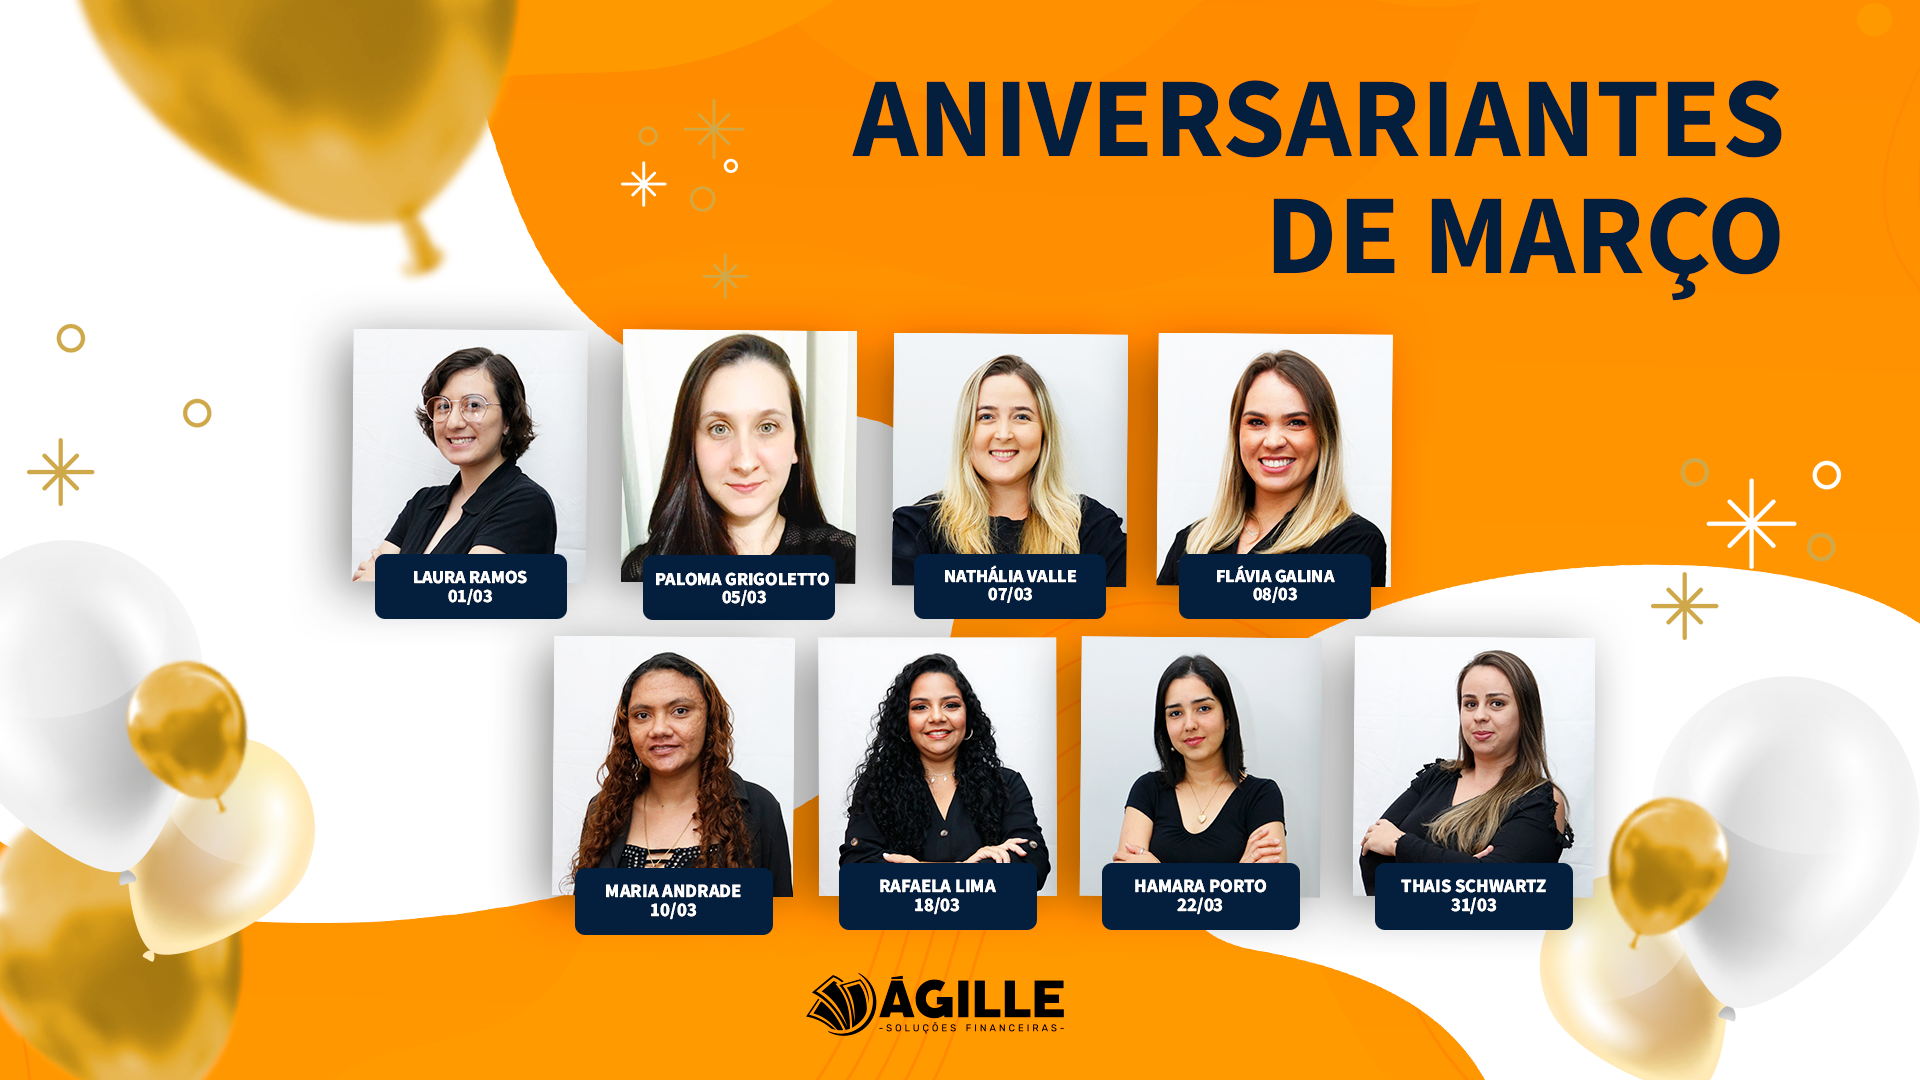 ANIVERSARIANTES
DE MARÇO
LAURA RAMOS
01/03
PALOMA GRIGOLETTO
05/03
NATHÁLIA VALLE
07/03
FLÁVIA GALINA
08/03
MARIA ANDRADE
10/03
RAFAELA LIMA
18/03
HAMARA PORTO
22/03
THAIS SCHWARTZ
31/03
ÁGILLE
-SOLUÇÕES FINANCEIRAS-